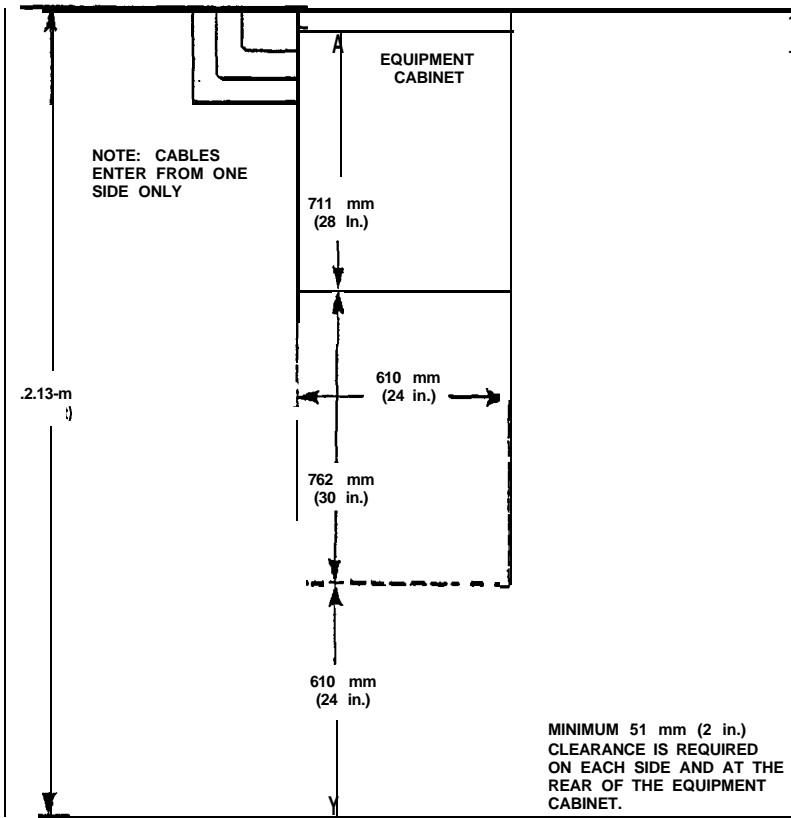 EQUIPMENT
CABINET
NOTE: CABLES
ENTER FROM ONE
SIDE ONLY
711 mm
(28 In.)
610 mm
(24 in.)
.2.13-m
762 mm
(30 in.)
610 mm
(24 in.)
MINIMUM 51 mm (2 in.)
CLEARANCE IS REQUIRED
ON EACH SIDE AND AT THE
REAR OF THE EQUIPMENT
CABINET.